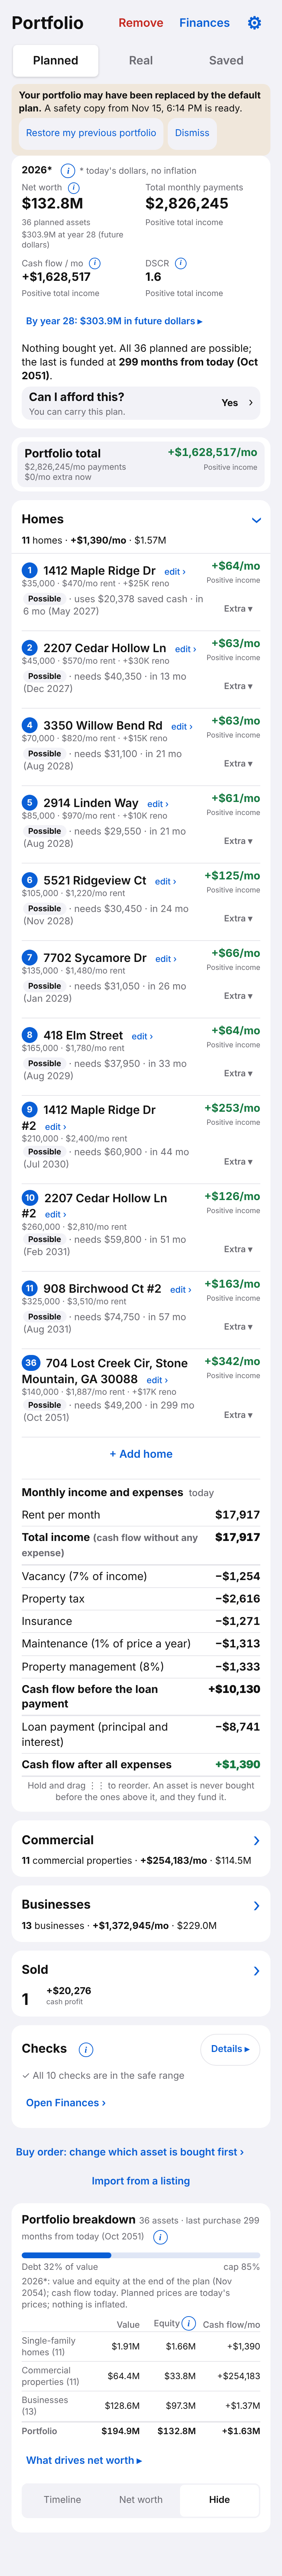 Portfolio Remove Finances
Planned Real Saved
Your portfolio may have been replaced by the default
plan. A safety copy from Nov 15, 6:14 PM is ready.
Restore my previous portfolio Dismiss
2026* i * today's dollars, no inflation
Net worth i Total monthly payments
$132.8M $2,826,245
36 planned assets Positive total income
$303.9M at year 28 (future
dollars)
Cash flow / mo i DSCR i
+$1,628,517 1.6
Positive total income Positive total income
By year 28: $303.9M in future dollars ▸
Nothing bought yet. All 36 planned are possible;
the last is funded at 299 months from today (Oct
2051).
Can I afford this? Yes ›
You can carry this plan.
Portfolio total +$1,628,517/mo
$2,826,245/mo payments Positive income
$0/mo extra now
Homes
11 homes · +$1,390/mo · $1.57M
1 1412 Maple Ridge Dr edit › +$64/mo
$35,000 · $470/mo rent · +$25K reno Positive income
Possible · uses $20,378 saved cash · in
6 mo (May 2027) Extra ▾
2 2207 Cedar Hollow Ln edit › +$63/mo
$45,000 · $570/mo rent · +$30K reno Positive income
Possible · needs $40,350 · in 13 mo
(Dec 2027) Extra ▾
4 3350 Willow Bend Rd edit › +$63/mo
$70,000 · $820/mo rent · +$15K reno Positive income
Possible · needs $31,100 · in 21 mo
(Aug 2028) Extra ▾
5 2914 Linden Way edit › +$61/mo
$85,000 · $970/mo rent · +$10K reno Positive income
Possible · needs $29,550 · in 21 mo
(Aug 2028) Extra ▾
6 5521 Ridgeview Ct edit › +$125/mo
$105,000 · $1,220/mo rent Positive income
Possible · needs $30,450 · in 24 mo
(Nov 2028) Extra ▾
7 7702 Sycamore Dr edit › +$66/mo
$135,000 · $1,480/mo rent Positive income
Possible · needs $31,050 · in 26 mo
(Jan 2029) Extra ▾
8 418 Elm Street edit › +$64/mo
$165,000 · $1,780/mo rent Positive income
Possible · needs $37,950 · in 33 mo
(Aug 2029) Extra ▾
9 1412 Maple Ridge Dr +$253/mo
#2 edit › Positive income
$210,000 · $2,400/mo rent
Possible · needs $60,900 · in 44 mo
(Jul 2030) Extra ▾
10 2207 Cedar Hollow Ln +$126/mo
#2 edit › Positive income
$260,000 · $2,810/mo rent
Possible · needs $59,800 · in 51 mo
(Feb 2031) Extra ▾
11 908 Birchwood Ct #2 edit › +$163/mo
$325,000 · $3,510/mo rent Positive income
Possible · needs $74,750 · in 57 mo
(Aug 2031) Extra ▾
36 704 Lost Creek Cir, Stone +$342/mo
Mountain, GA 30088 edit › Positive income
$140,000 · $1,887/mo rent · +$17K reno
Possible · needs $49,200 · in 299 mo
(Oct 2051) Extra ▾
+ Add home
Monthly income and expenses today
Rent per month $17,917
Total income (cash flow without any $17,917
expense)
Vacancy (7% of income) −$1,254
Property tax −$2,616
Insurance −$1,271
Maintenance (1% of price a year) −$1,313
Property management (8%) −$1,333
Cash flow before the loan +$10,130
payment
Loan payment (principal and −$8,741
interest)
Cash flow after all expenses +$1,390
Hold and drag ⋮⋮ to reorder. An asset is never bought
before the ones above it, and they fund it.
Commercial
11 commercial properties · +$254,183/mo · $114.5M
Businesses
13 businesses · +$1,372,945/mo · $229.0M
Sold
1 +$20,276
cash profit
Checks i Details ▸
✓ All 10 checks are in the safe range
Open Finances ›
Buy order: change which asset is bought first ›
Import from a listing
Portfolio breakdown 36 assets · last purchase 299
months from today (Oct 2051) i
Debt 32% of value cap 85%
2026*: value and equity at the end of the plan (Nov
2054); cash flow today. Planned prices are today's
prices; nothing is inflated.
Value Equity i Cash flow/mo
Single-family
homes (11) $1.91M $1.66M +$1,390
Commercial
properties (11) $64.4M $33.8M +$254,183
Businesses
(13) $128.6M $97.3M +$1.37M
Portfolio $194.9M $132.8M +$1.63M
What drives net worth ▸
Timeline Net worth Hide